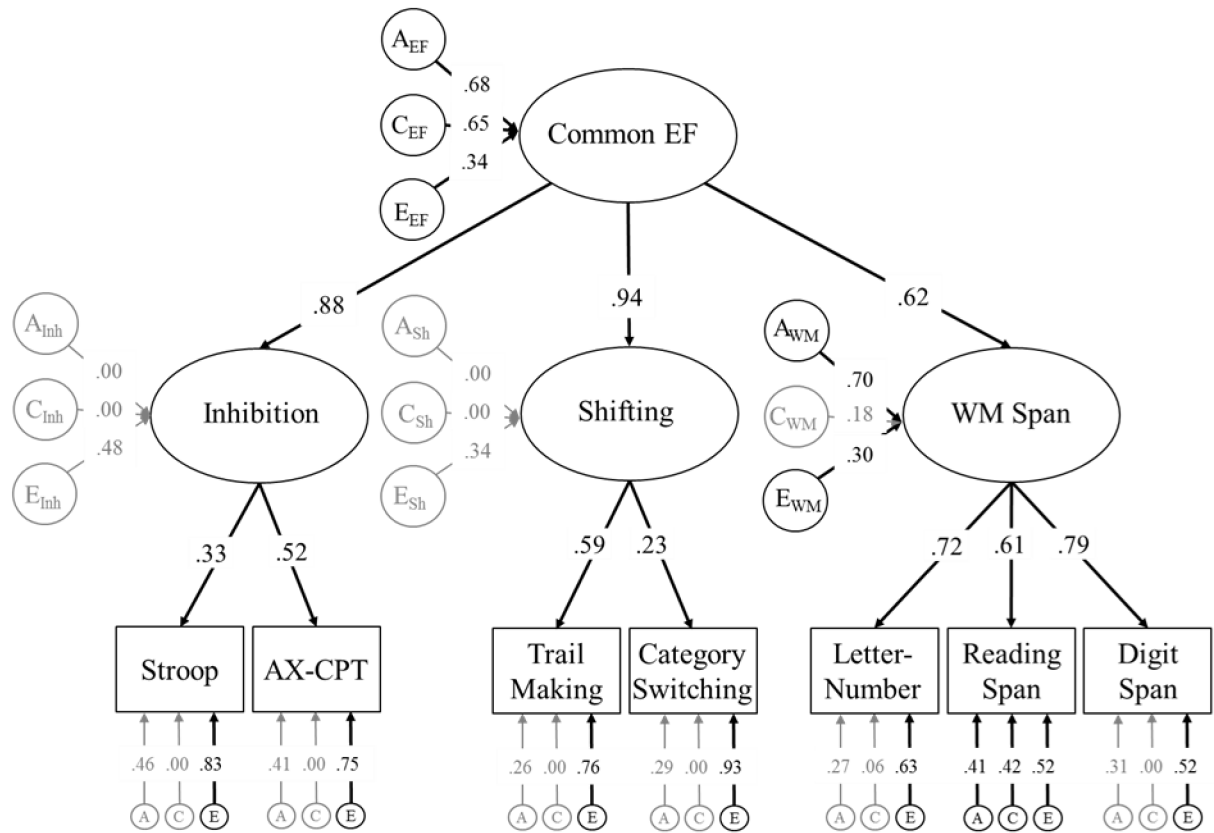 A_EF
.68
C_EF
.65
Common EF
.34
E_EF
.88
.94
.62
A_Inh
.00
C_Inh
.00
Inhibition
.48
E_Inh
A_Sh
.00
C_Sh
.00
Shifting
.34
E_Sh
A_WM
.70
C_WM
.18
WM Span
.30
E_WM
.33
.52
.59
.23
.72
.61
.79
Stroop
AX-CPT
Trail
Making
Category
Switching
Letter-
Number
Reading
Span
Digit
Span
.46 .00 .83
.41 .00 .75
.26 .00 .76
.29 .00 .93
.27 .06 .63
.41 .42 .52
.31 .00 .52
A C E
A C E
A C E
A C E
A C E
A C E
A C E